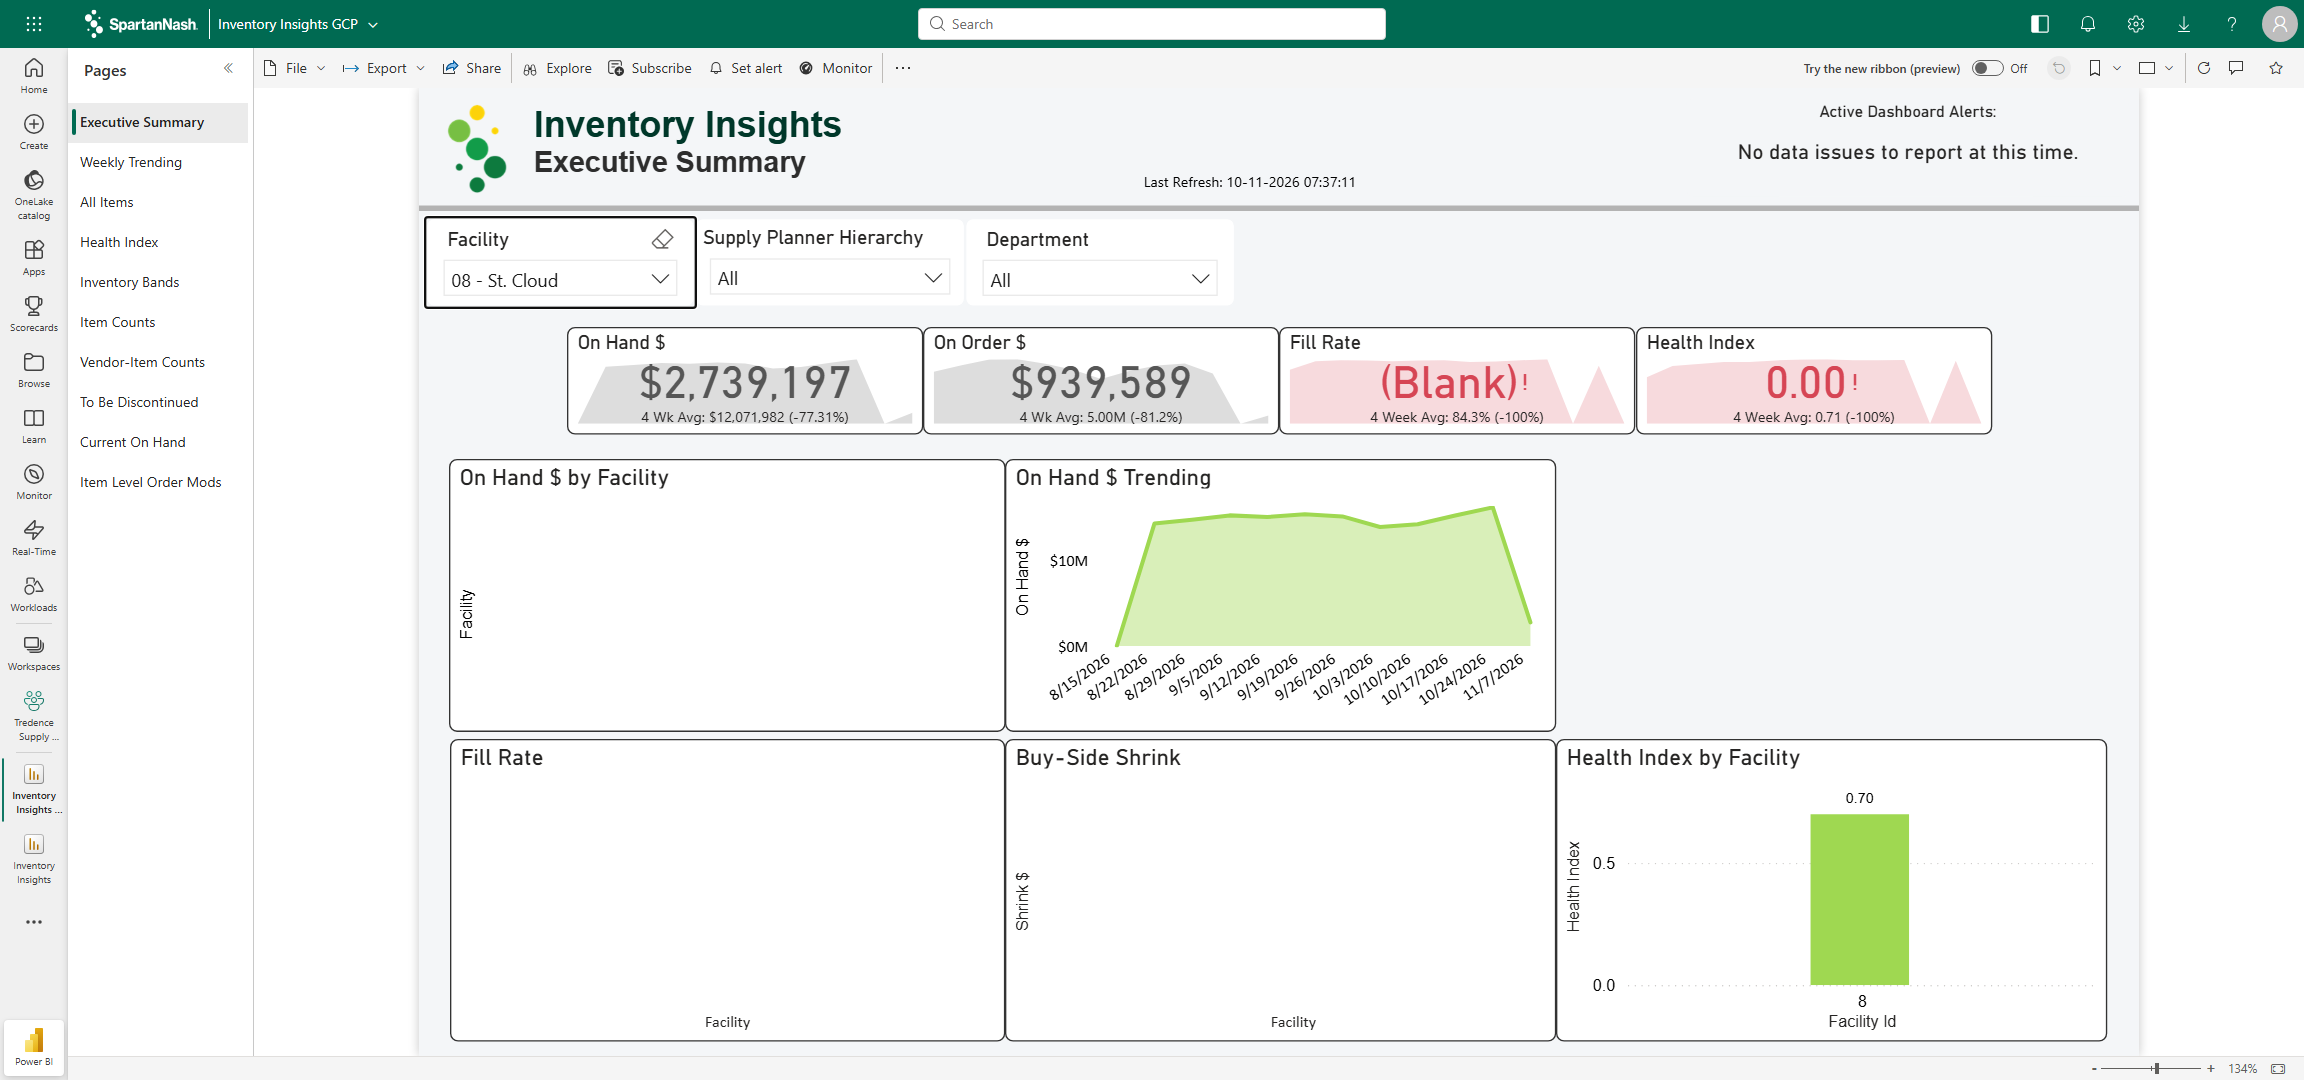 SpartanNash
Inventory Insights GCP
Search
Home
Create
OneLake
catalog
Apps
Scorecards
Browse
Learn
Monitor
Real-Time
Workloads
Workspaces
Tredence
Supply ...
Inventory
Insights ...
Inventory
Insights
Power BI
Pages
Executive Summary
Weekly Trending
All Items
Health Index
Inventory Bands
Item Counts
Vendor-Item Counts
To Be Discontinued
Current On Hand
Item Level Order Mods
File
Export
Share
Explore
Subscribe
Set alert
Monitor
Try the new ribbon (preview)
Off
Inventory Insights
Executive Summary
Last Refresh: 10-11-2026 07:37:11
Active Dashboard Alerts:
No data issues to report at this time.
Facility
08 - St. Cloud
Supply Planner Hierarchy
All
Department
All
On Hand $
$2,739,197
4 Wk Avg: $12,071,982 (-77.31%)
On Order $
$939,589
4 Wk Avg: 5.00M (-81.2%)
Fill Rate
(Blank)!
4 Week Avg: 84.3% (-100%)
Health Index
0.00!
4 Week Avg: 0.71 (-100%)
On Hand $ by Facility
Facility
On Hand $ Trending
On Hand $
$10M
$0M
8/15/2026
8/22/2026
8/29/2026
9/5/2026
9/12/2026
9/19/2026
9/26/2026
10/3/2026
10/10/2026
10/17/2026
10/24/2026
11/7/2026
Fill Rate
Facility
Buy-Side Shrink
Shrink $
Facility
Health Index by Facility
Health Index
0.70
0.5
0.0
8
Facility Id
- + 134%